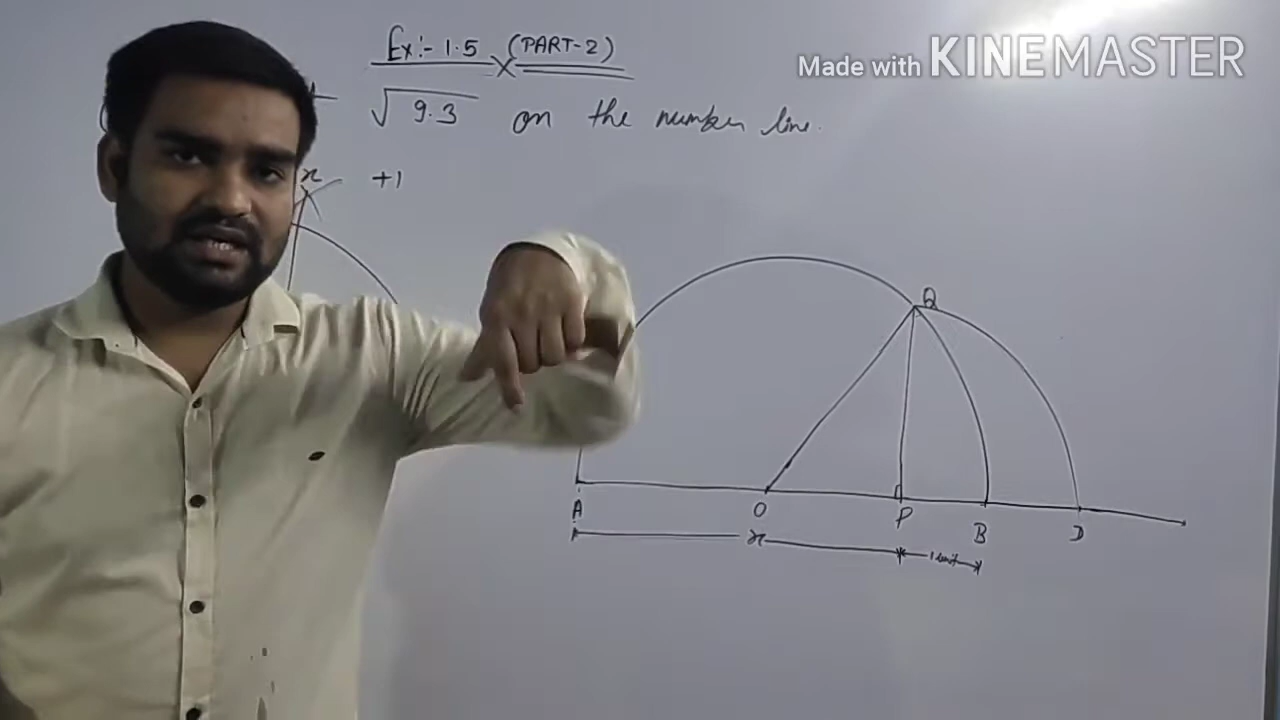 Ex:- 1.5 (PART-2)
Made with KINEMASTER
√9.3 on the number line.
x +1
Q
A O P B D
x 1 unit